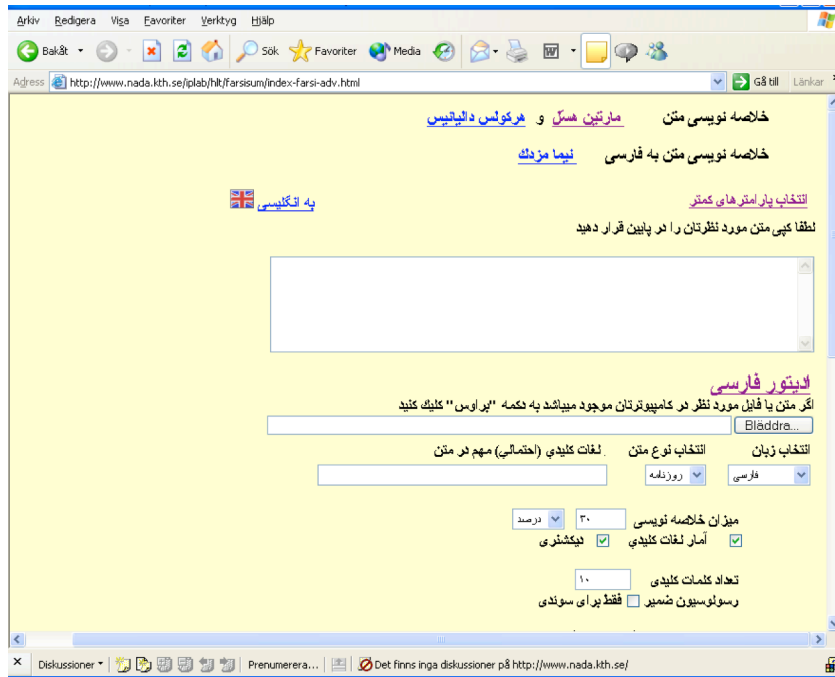 Arkiv Redigera Visa Favoriter Verktyg Hjälp
Bakåt Sök Favoriter Media
Adress http://www.nada.kth.se/iplab/hlt/farsisum/index-farsi-adv.html Gå till Länkar
خلاصه نویسی متن مارتین هسل و هرکولس دالیانیس
خلاصه نویسی متن به فارسی نیما مزدك
انتخاب پارامترهای کمتر به انگلیسی
لطفا کپی متن مورد نظرتان را در پایین قرار دهید
ادیتور فارسی
اگر متن یا فایل مورد نظر در کامپیوترتان موجود میباشد به دکمه "براوس" کلیك کنید
Bläddra...
انتخاب زبان انتخاب نوع متن لغات کلیدي (احتمالي) مهم در متن
فارسی روزنامه
میزان خلاصه نویسی ۳۰ درصد
آمار لغات کلیدي دیکشنری
تعداد کلمات کلیدی ۱۰
رسولوسیون ضمیر فقط برای سوندی
Diskussioner Prenumerera... Det finns inga diskussioner på http://www.nada.kth.se/